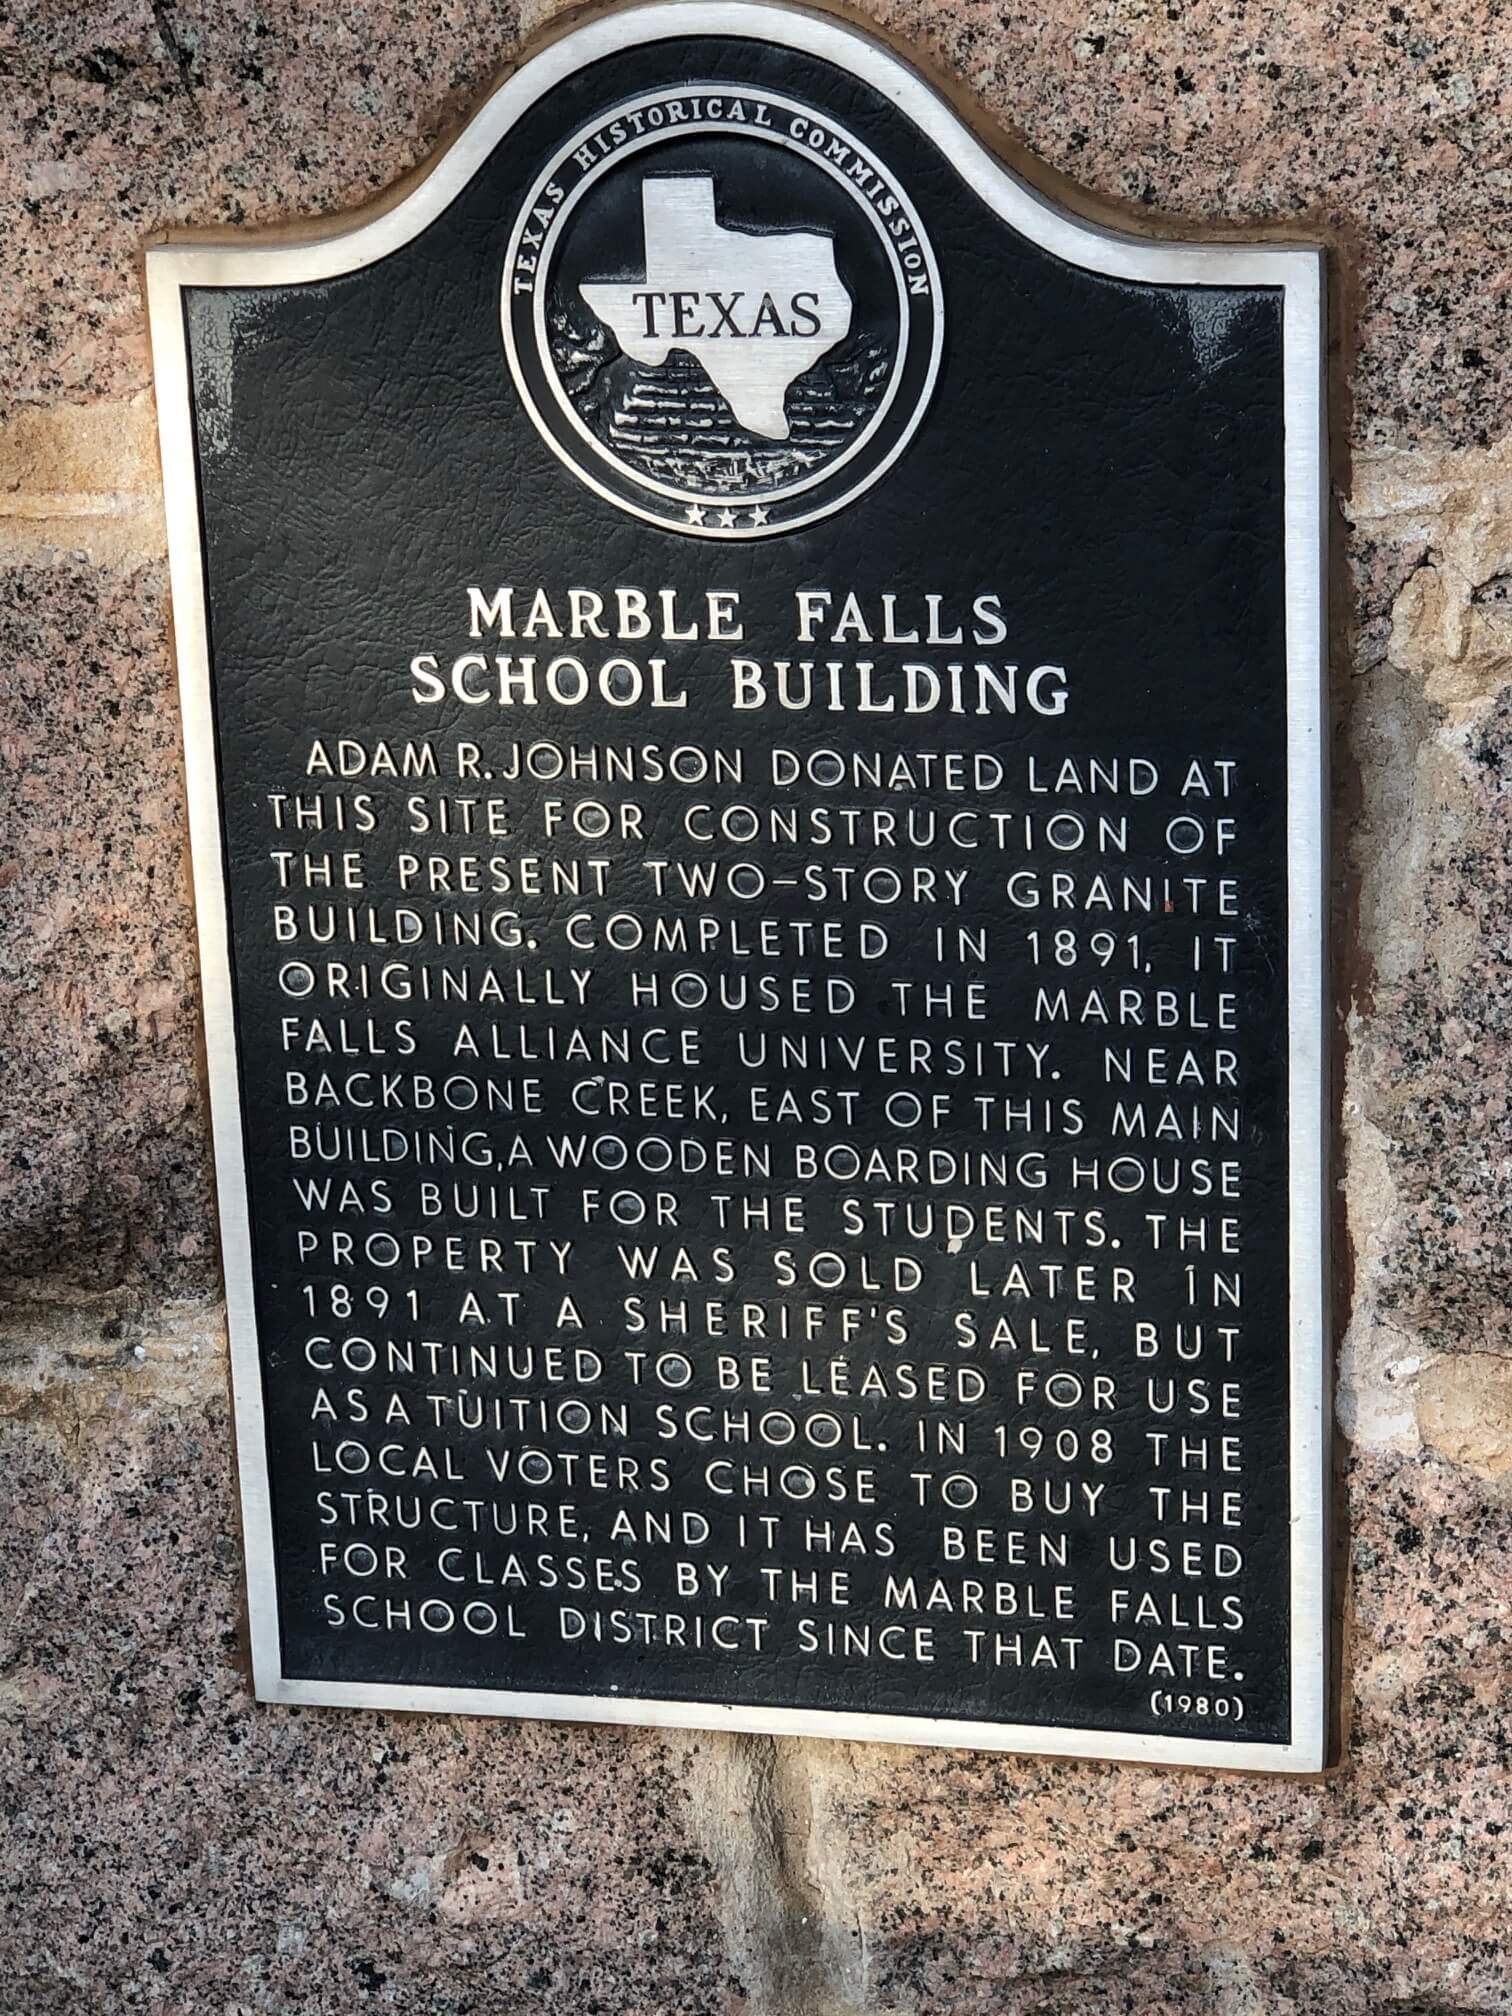 TEXAS HISTORICAL COMMISSION
TEXAS
MARBLE FALLS
SCHOOL BUILDING
ADAM R. JOHNSON DONATED LAND AT
THIS SITE FOR CONSTRUCTION OF
THE PRESENT TWO-STORY GRANITE
BUILDING. COMPLETED IN 1891, IT
ORIGINALLY HOUSED THE MARBLE
FALLS ALLIANCE UNIVERSITY. NEAR
BACKBONE CREEK, EAST OF THIS MAIN
BUILDING, A WOODEN BOARDING HOUSE
WAS BUILT FOR THE STUDENTS. THE
PROPERTY WAS SOLD LATER IN
1891 AT A SHERIFF'S SALE, BUT
CONTINUED TO BE LEASED FOR USE
AS A TUITION SCHOOL. IN 1908 THE
LOCAL VOTERS CHOSE TO BUY THE
STRUCTURE, AND IT HAS BEEN USED
FOR CLASSES BY THE MARBLE FALLS
SCHOOL DISTRICT SINCE THAT DATE.
(1980)